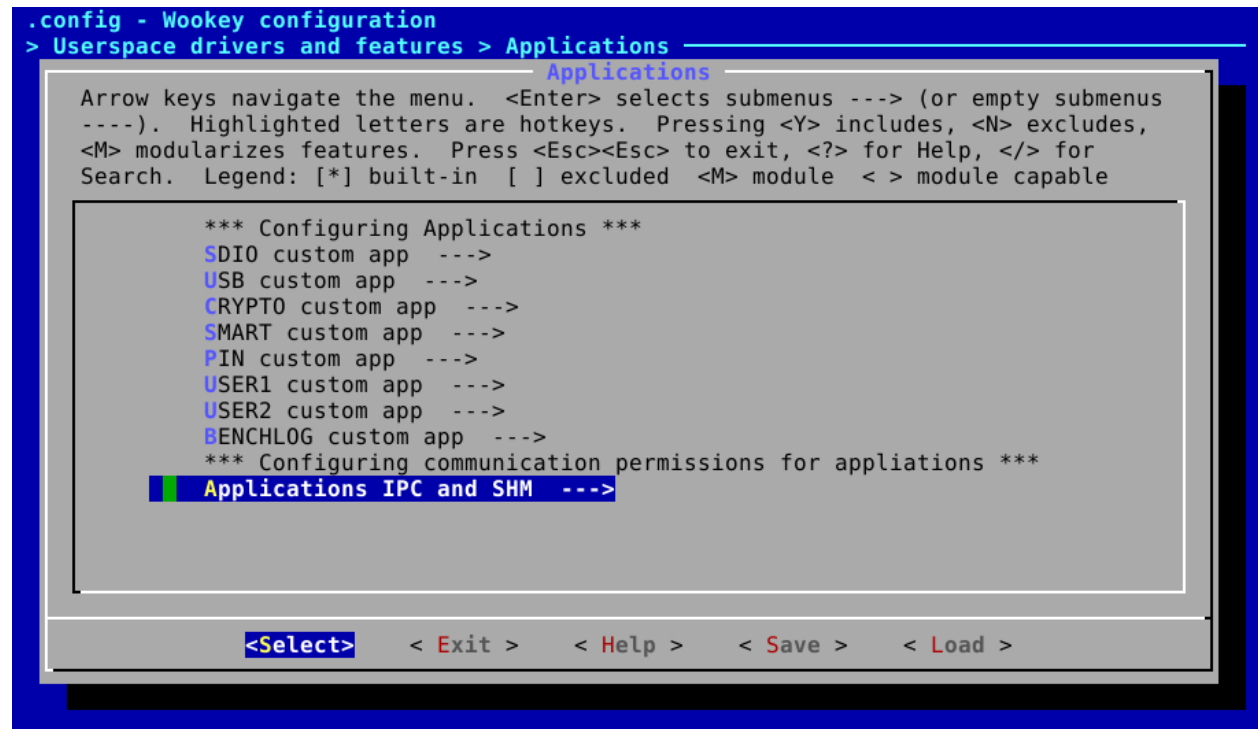 .config - Wookey configuration
> Userspace drivers and features > Applications
Applications
Arrow keys navigate the menu.  <Enter> selects submenus ---> (or empty submenus
----).  Highlighted letters are hotkeys.  Pressing <Y> includes, <N> excludes,
<M> modularizes features.  Press <Esc><Esc> to exit, <?> for Help, </> for
Search.  Legend: [*] built-in  [ ] excluded  <M> module  < > module capable
*** Configuring Applications ***
SDIO custom app  --->
USB custom app  --->
CRYPTO custom app  --->
SMART custom app  --->
PIN custom app  --->
USER1 custom app  --->
USER2 custom app  --->
BENCHLOG custom app  --->
*** Configuring communication permissions for appliations ***
Applications IPC and SHM  --->
<Select>    < Exit >    < Help >    < Save >    < Load >